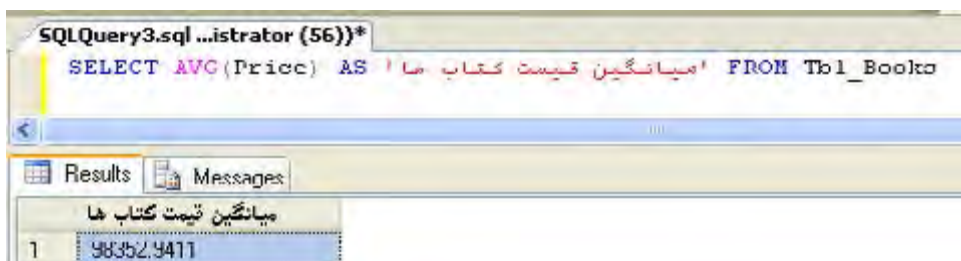 SQLQuery3.sql ...istrator (56))*
SELECT AVG(Price) AS 'میانگین قیمت کتاب ها' FROM Tbl_Books
Results Messages
میانگین قیمت کتاب ها
1 98352.9411